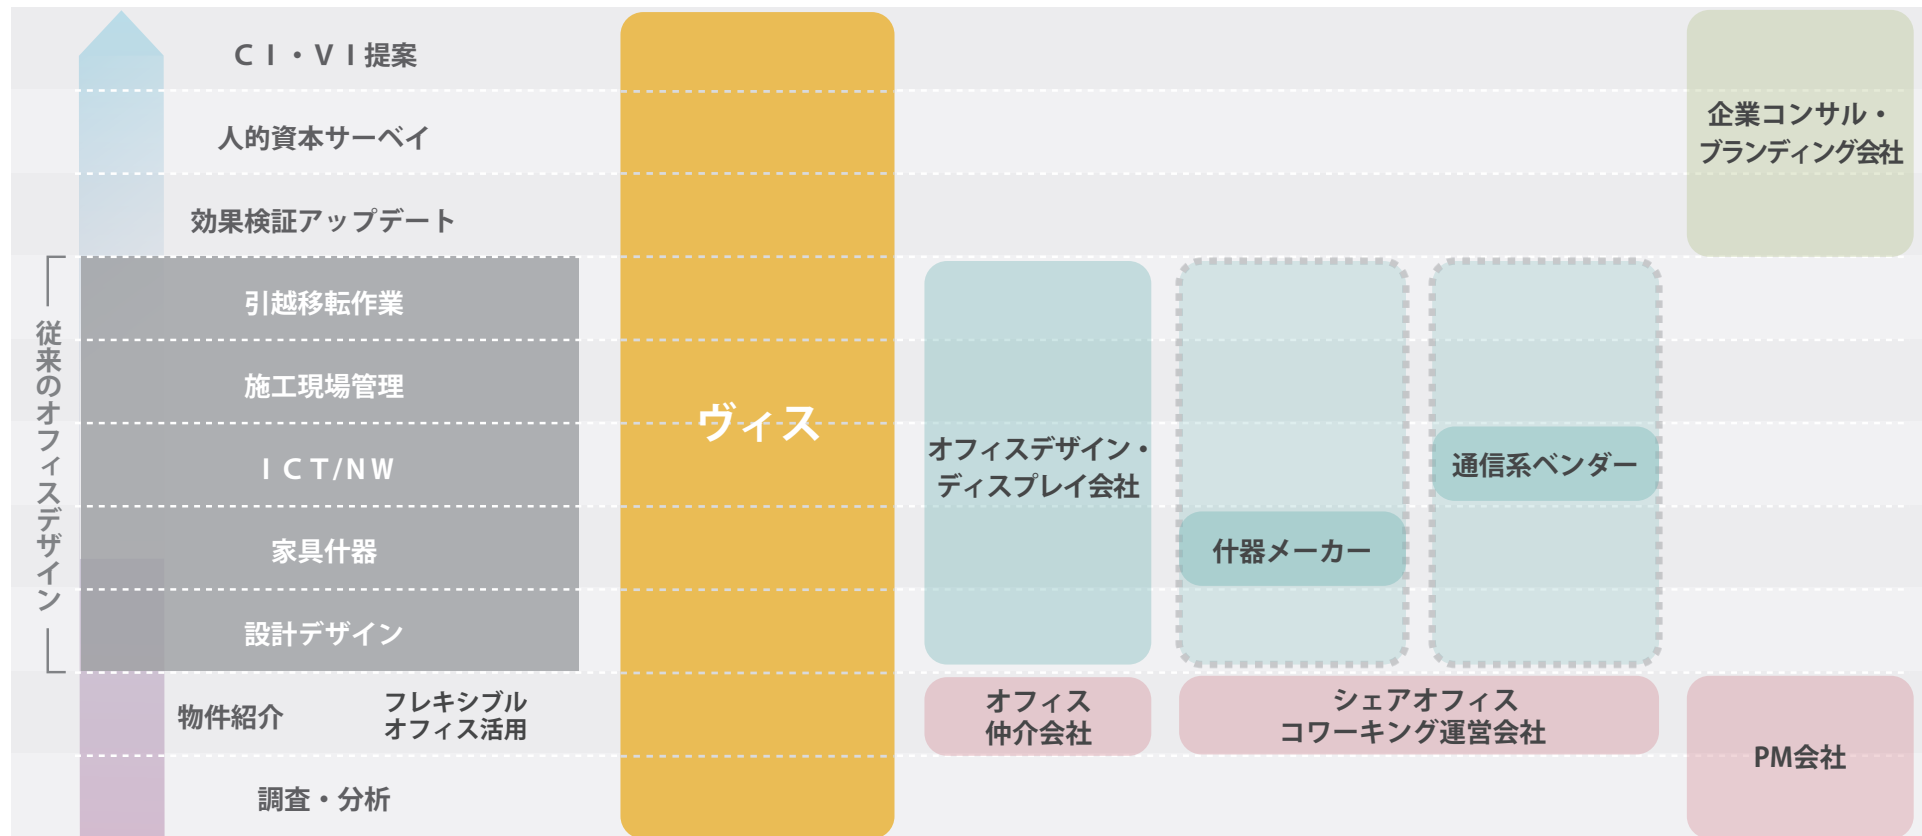 ＣＩ・ＶＩ提案
人的資本サーベイ
効果検証アップデート
従来のオフィスデザイン
引越移転作業
施工現場管理
ＩＣＴ/ＮＷ
家具什器
設計デザイン
物件紹介
フレキシブル
オフィス活用
調査・分析
ヴィス
オフィスデザイン・
ディスプレイ会社
什器メーカー
通信系ベンダー
企業コンサル・
ブランディング会社
オフィス
仲介会社
シェアオフィス
コワーキング運営会社
PM会社